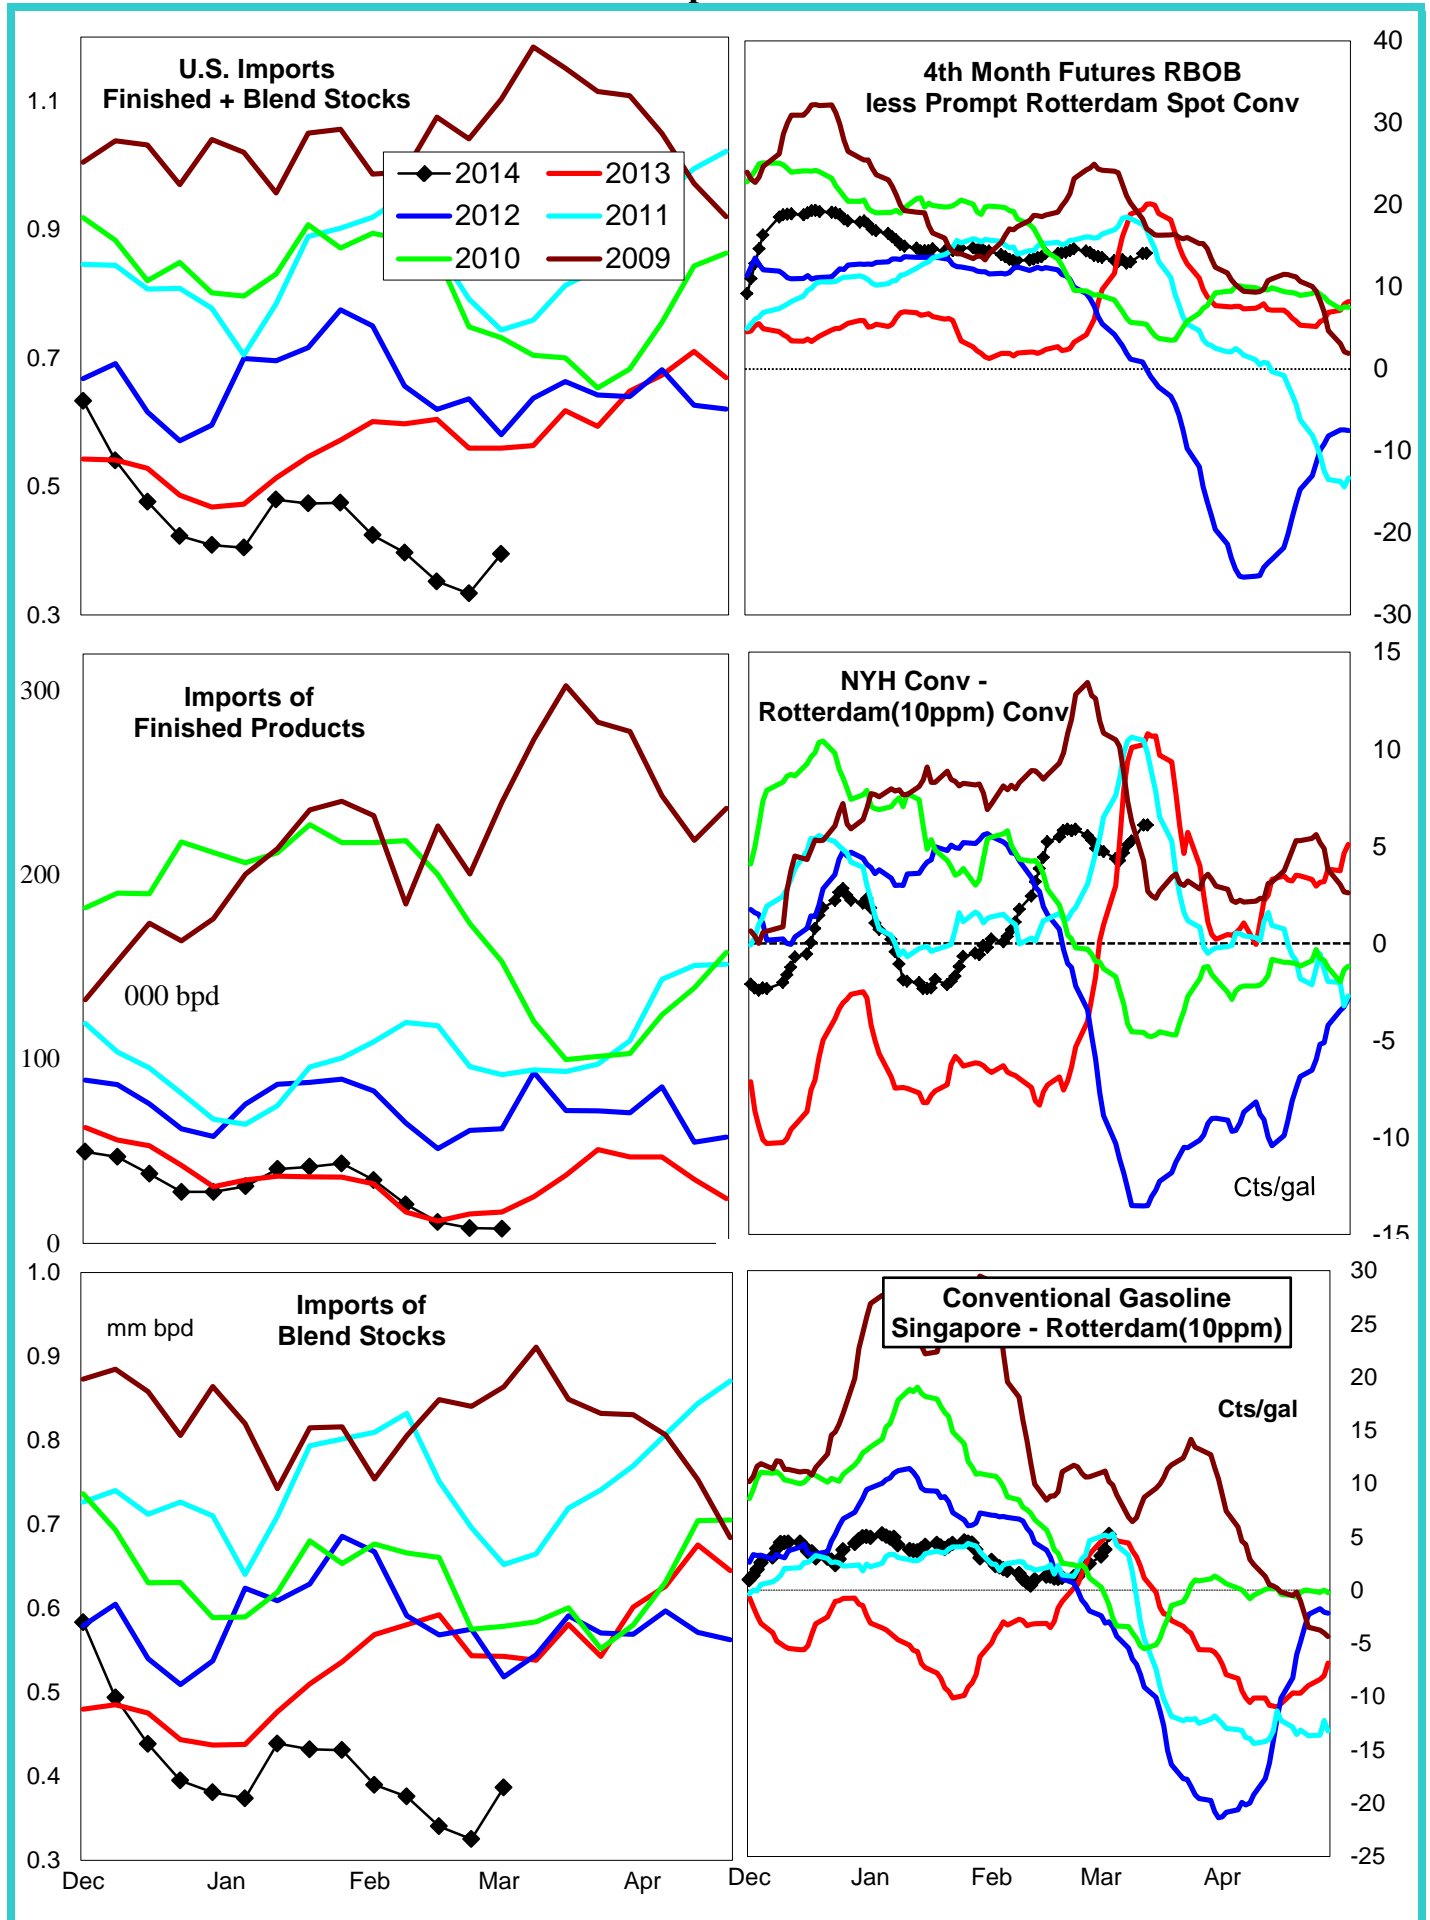 U.S. Imports
Finished + Blend Stocks
1.1
0.9
0.7
0.5
0.3
2014 2013
2012 2011
2010 2009
4th Month Futures RBOB
less Prompt Rotterdam Spot Conv
40
30
20
10
0
-10
-20
-30
Imports of
Finished Products
300
200
100
0
000 bpd
NYH Conv -
Rotterdam(10ppm) Conv
15
10
5
0
-5
-10
-15
Cts/gal
Imports of
Blend Stocks
mm bpd
1.0
0.9
0.8
0.7
0.6
0.5
0.4
0.3
Dec Jan Feb Mar Apr
Conventional Gasoline
Singapore - Rotterdam(10ppm)
Cts/gal
30
25
20
15
10
5
0
-5
-10
-15
-20
-25
Dec Jan Feb Mar Apr